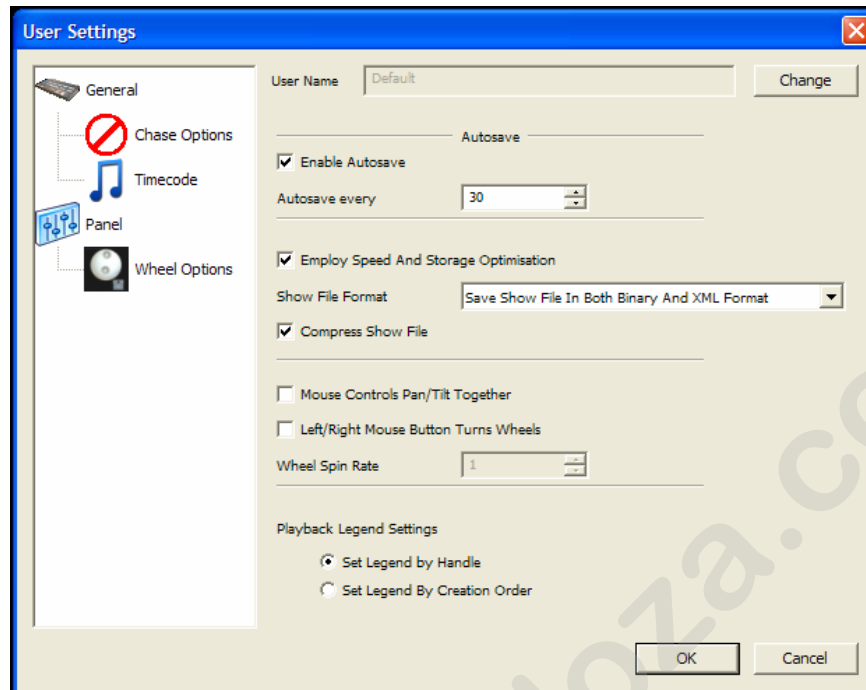 User Settings
General
Chase Options
Timecode
Panel
Wheel Options
User Name Default Change
Autosave
Enable Autosave
Autosave every 30
Employ Speed And Storage Optimisation
Show File Format Save Show File In Both Binary And XML Format
Compress Show File
Mouse Controls Pan/Tilt Together
Left/Right Mouse Button Turns Wheels
Wheel Spin Rate 1
Playback Legend Settings
Set Legend by Handle
Set Legend By Creation Order
OK Cancel